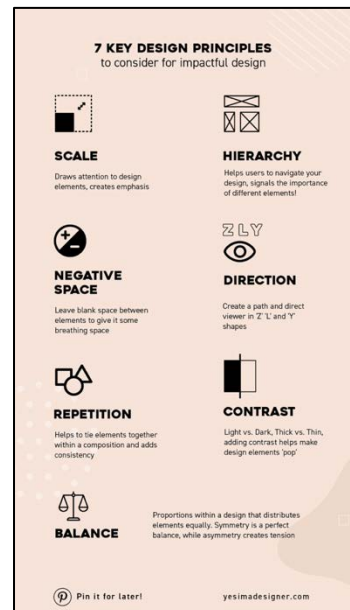 7 KEY DESIGN PRINCIPLES
to consider for impactful design
SCALE
Draws attention to design
elements, creates emphasis
HIERARCHY
Helps users to navigate your
design, signals the importance
of different elements!
NEGATIVE
SPACE
Leave blank space between
elements to give it some
breathing space
Z L Y
DIRECTION
Create a path and direct
viewer in 'Z' 'L' and 'Y'
shapes
REPETITION
Helps to tie elements together
within a composition and adds
consistency
CONTRAST
Light vs. Dark, Thick vs. Thin,
adding contrast helps make
design elements 'pop'
BALANCE
Proportions within a design that distributes
elements equally. Symmetry is a perfect
balance, while asymmetry creates tension
Pin it for later!
yesimadesigner.com